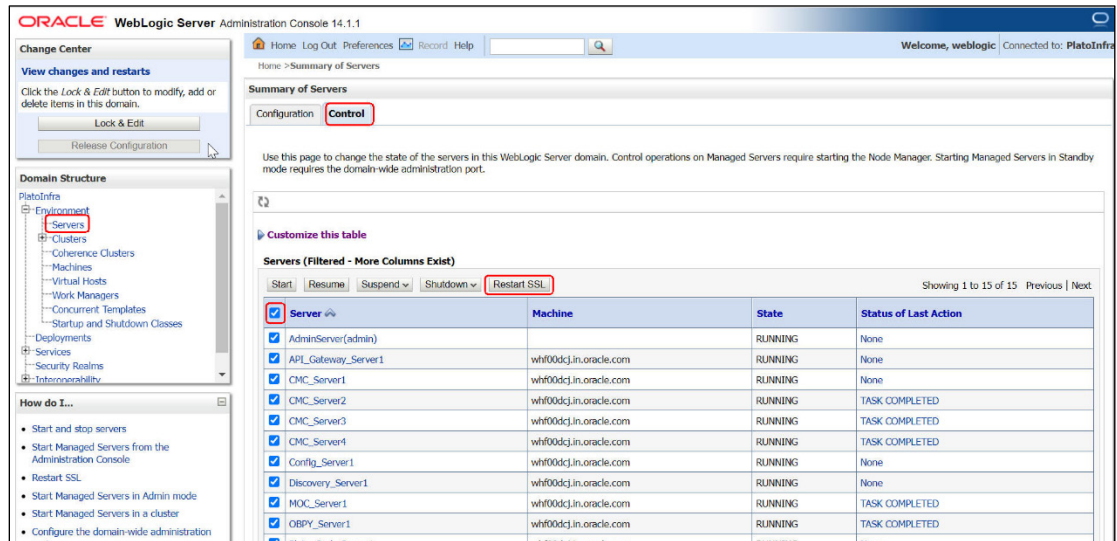 ORACLE WebLogic Server Administration Console 14.1.1
Change Center
View changes and restarts
Click the Lock & Edit button to modify, add or
delete items in this domain.
Lock & Edit
Release Configuration
Domain Structure
PlatoInfra
Environment
Servers
Clusters
Coherence Clusters
Machines
Virtual Hosts
Work Managers
Concurrent Templates
Startup and Shutdown Classes
Deployments
Services
Security Realms
Interoperability
How do I...
Start and stop servers
Start Managed Servers from the
Administration Console
Restart SSL
Start Managed Servers in Admin mode
Start Managed Servers in a cluster
Configure the domain-wide administration
Home Log Out Preferences Record Help
Welcome, weblogic Connected to: PlatoInfra
Home >Summary of Servers
Summary of Servers
Configuration Control
Use this page to change the state of the servers in this WebLogic Server domain. Control operations on Managed Servers require starting the Node Manager. Starting Managed Servers in Standby
mode requires the domain-wide administration port.
Customize this table
Servers (Filtered - More Columns Exist)
Start Resume Suspend Shutdown Restart SSL Showing 1 to 15 of 15 Previous | Next
Server Machine State Status of Last Action
AdminServer(admin) RUNNING None
API_Gateway_Server1 whf00dcj.in.oracle.com RUNNING None
CMC_Server1 whf00dcj.in.oracle.com RUNNING None
CMC_Server2 whf00dcj.in.oracle.com RUNNING TASK COMPLETED
CMC_Server3 whf00dcj.in.oracle.com RUNNING TASK COMPLETED
CMC_Server4 whf00dcj.in.oracle.com RUNNING TASK COMPLETED
Config_Server1 whf00dcj.in.oracle.com RUNNING None
Discovery_Server1 whf00dcj.in.oracle.com RUNNING None
MOC_Server1 whf00dcj.in.oracle.com RUNNING TASK COMPLETED
OBPY_Server1 whf00dcj.in.oracle.com RUNNING TASK COMPLETED